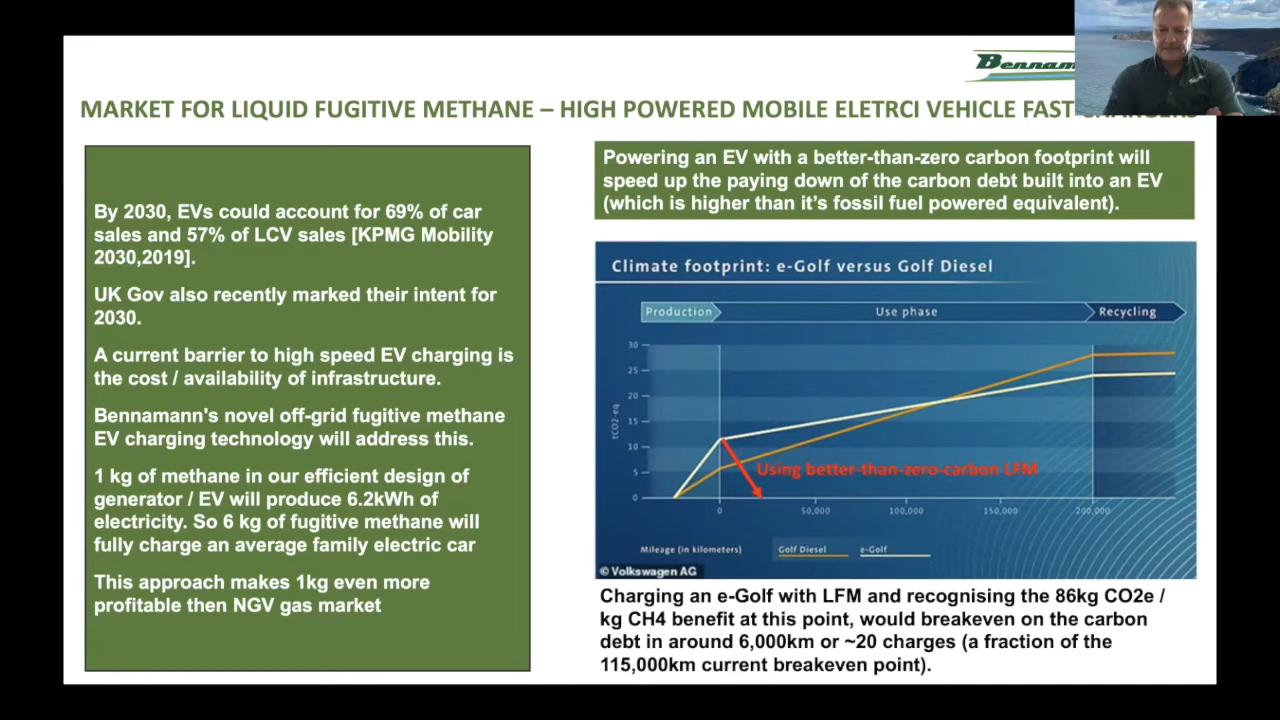 Bennam
MARKET FOR LIQUID FUGITIVE METHANE – HIGH POWERED MOBILE ELETRCI VEHICLE FAST
By 2030, EVs could account for 69% of car
sales and 57% of LCV sales [KPMG Mobility
2030,2019].
UK Gov also recently marked their intent for
2030.
A current barrier to high speed EV charging is
the cost / availability of infrastructure.
Bennamann's novel off-grid fugitive methane
EV charging technology will address this.
1 kg of methane in our efficient design of
generator / EV will produce 6.2kWh of
electricity. So 6 kg of fugitive methane will
fully charge an average family electric car
This approach makes 1kg even more
profitable then NGV gas market
Powering an EV with a better-than-zero carbon footprint will
speed up the paying down of the carbon debt built into an EV
(which is higher than it's fossil fuel powered equivalent).
Climate footprint: e-Golf versus Golf Diesel
Production Use phase Recycling
30
25
20
15
10
5
0
tCO2-eq
Using better-than-zero-carbon LFM
0 50,000 100,000 150,000 200,000
Mileage (in kilometers) Golf Diesel e-Golf
© Volkswagen AG
Charging an e-Golf with LFM and recognising the 86kg CO2e /
kg CH4 benefit at this point, would breakeven on the carbon
debt in around 6,000km or ~20 charges (a fraction of the
115,000km current breakeven point).